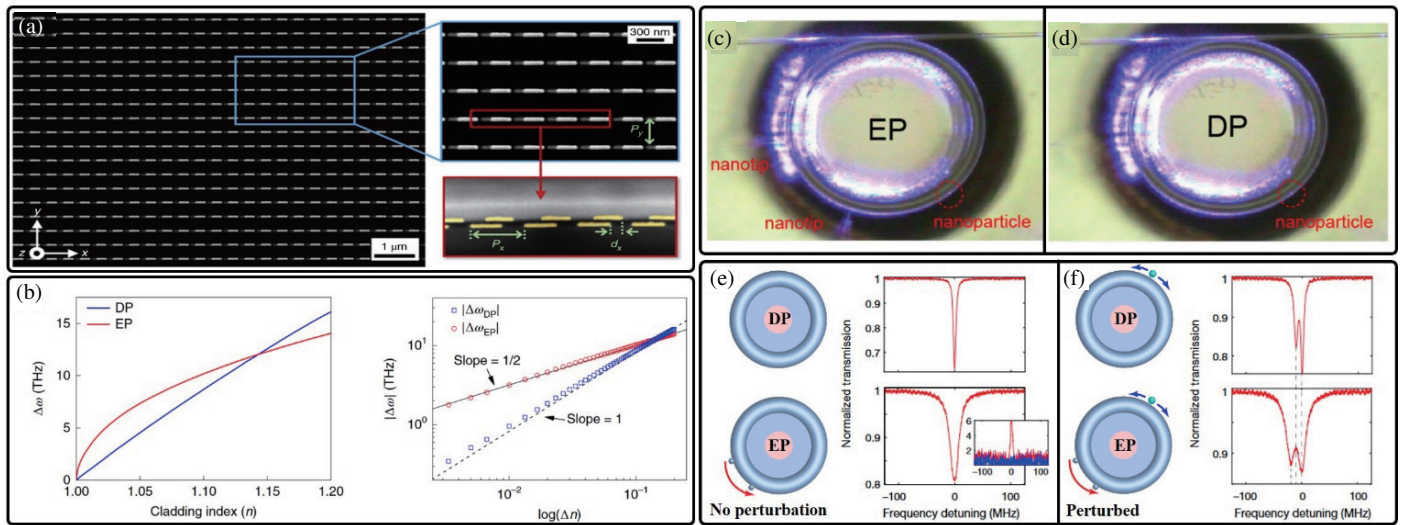 (a)
300 nm
P_y
y
z
x
1 μm
P_x
d_x
(b)
DP
EP
15
10
5
0
Δω (THz)
1.00
1.05
1.10
1.15
1.20
Cladding index (n)
|Δω_DP|
|Δω_EP|
Slope = 1/2
Slope = 1
10^1
10^0
|Δω| (THz)
10^-2
10^-1
log(Δn)
(c)
EP
nanotip
nanotip
nanoparticle
(d)
DP
nanoparticle
(e)
DP
EP
No perturbation
Normalized transmission
1
0.9
0.8
0.7
1
0.9
0.8
6
4
2
0
-100
0
100
-100
0
100
Frequency detuning (MHz)
(f)
DP
EP
Perturbed
Normalized transmission
1
0.9
0.8
1
0.9
-100
0
100
Frequency detuning (MHz)